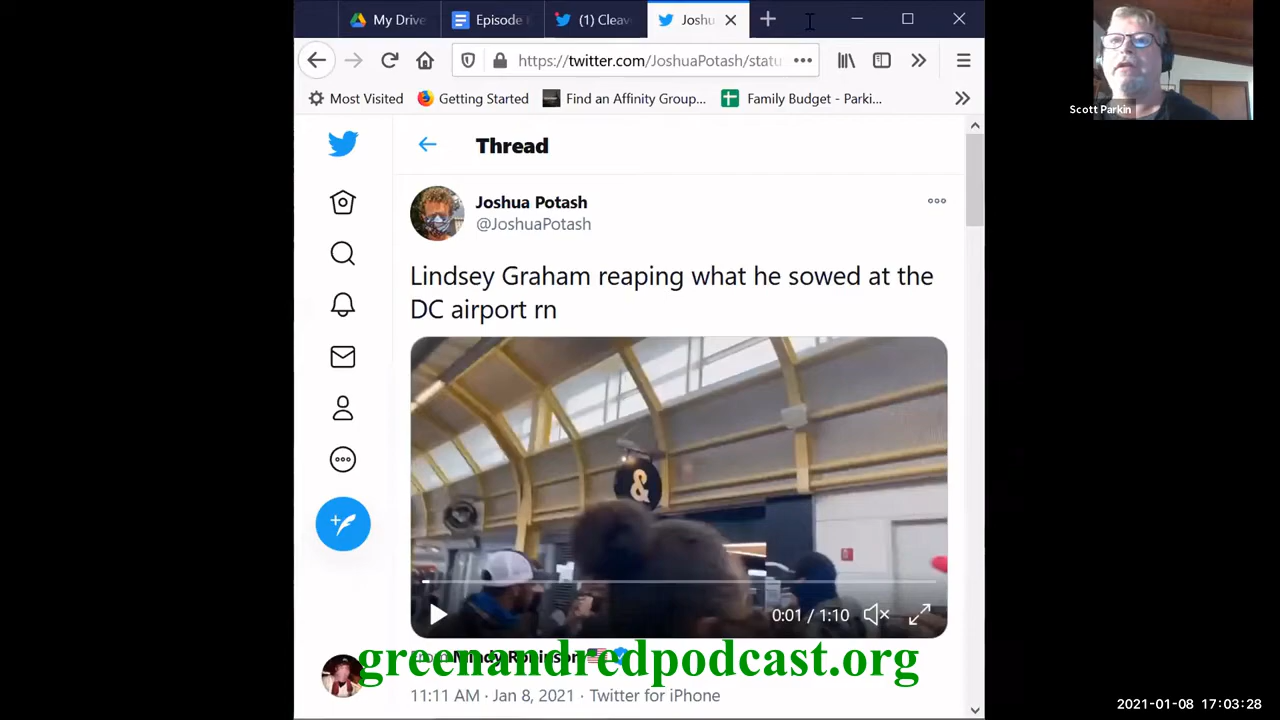 My Drive
Episode
(1) Cleav
Joshu
https://twitter.com/JoshuaPotash/statu
Most Visited
Getting Started
Find an Affinity Group...
Family Budget - Parki...
Scott Parkin
Thread
Joshua Potash
@JoshuaPotash
Lindsey Graham reaping what he sowed at the
DC airport rn
&
0:01 / 1:10
greenandredpodcast.org
11:11 AM · Jan 8, 2021 · Twitter for iPhone
2021-01-08 17:03:28